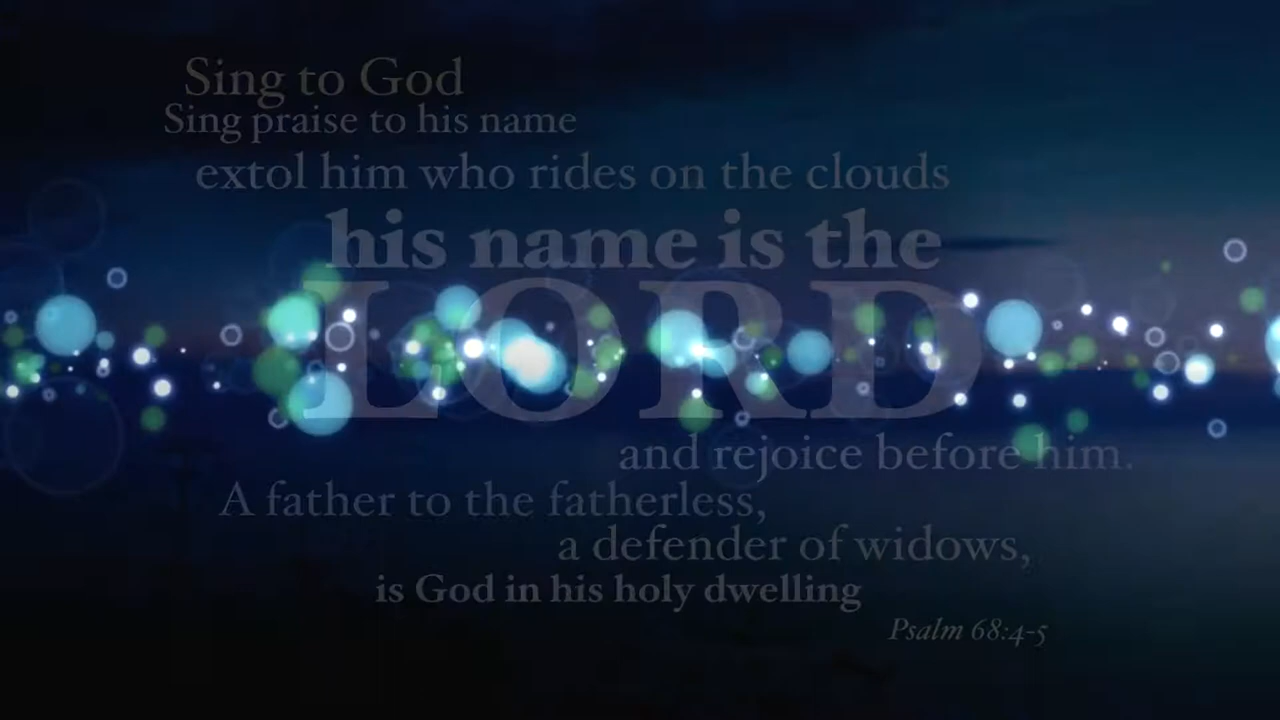 Sing to God
Sing praise to his name
extol him who rides on the clouds
his name is the
LORD
and rejoice before him.
A father to the fatherless,
a defender of widows,
is God in his holy dwelling
Psalm 68:4-5